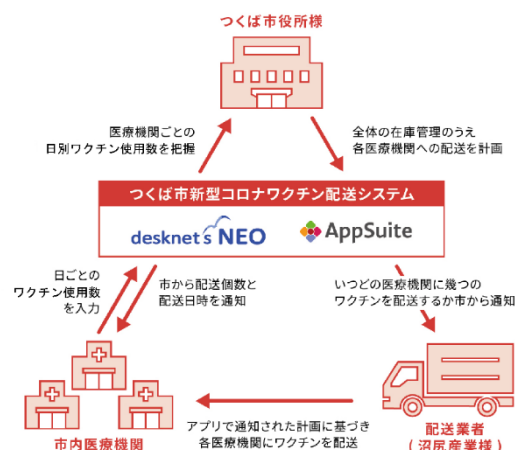 つくば市役所様
医療機関ごとの
日別ワクチン使用数を把握
全体の在庫管理のうえ
各医療機関への配送を計画
つくば市新型コロナワクチン配送システム
desknet's NEO
AppSuite
日ごとの
ワクチン使用数
を入力
市から配送個数と
配送日時を通知
いつどの医療機関に幾つの
ワクチンを配送するか市から通知
アプリで通知された計画に基づき
各医療機関にワクチンを配送
市内医療機関
配送業者
(沼尻産業様)